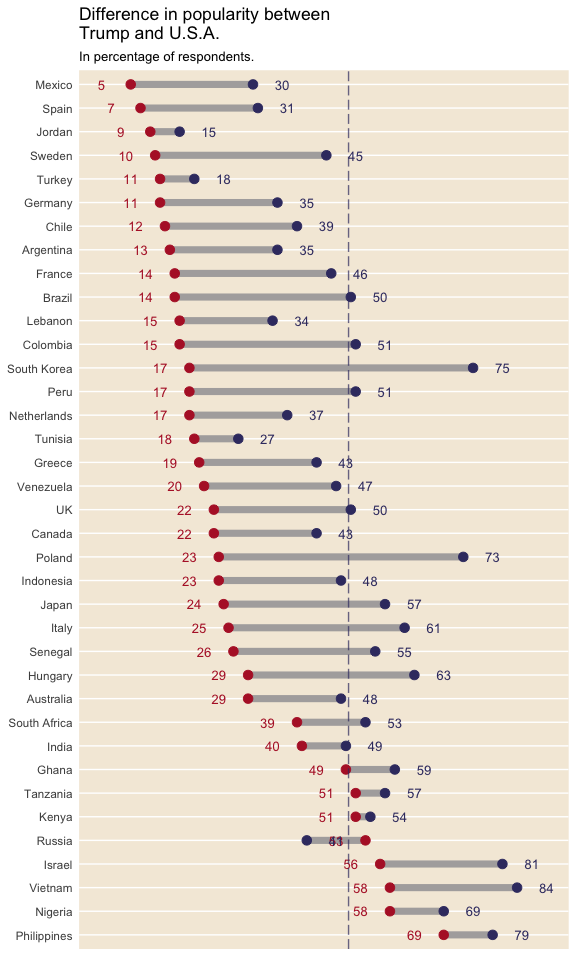 Difference in popularity between
Trump and U.S.A.
In percentage of respondents.
Mexico 5 30
Spain 7 31
Jordan 9 15
Sweden 10 45
Turkey 11 18
Germany 11 35
Chile 12 39
Argentina 13 35
France 14 46
Brazil 14 50
Lebanon 15 34
Colombia 15 51
South Korea 17 75
Peru 17 51
Netherlands 17 37
Tunisia 18 27
Greece 19 43
Venezuela 20 47
UK 22 50
Canada 22 43
Poland 23 73
Indonesia 23 48
Japan 24 57
Italy 25 61
Senegal 26 55
Hungary 29 63
Australia 29 48
South Africa 39 53
India 40 49
Ghana 49 59
Tanzania 51 57
Kenya 51 54
Russia
Israel 56 81
Vietnam 58 84
Nigeria 58 69
Philippines 69 79